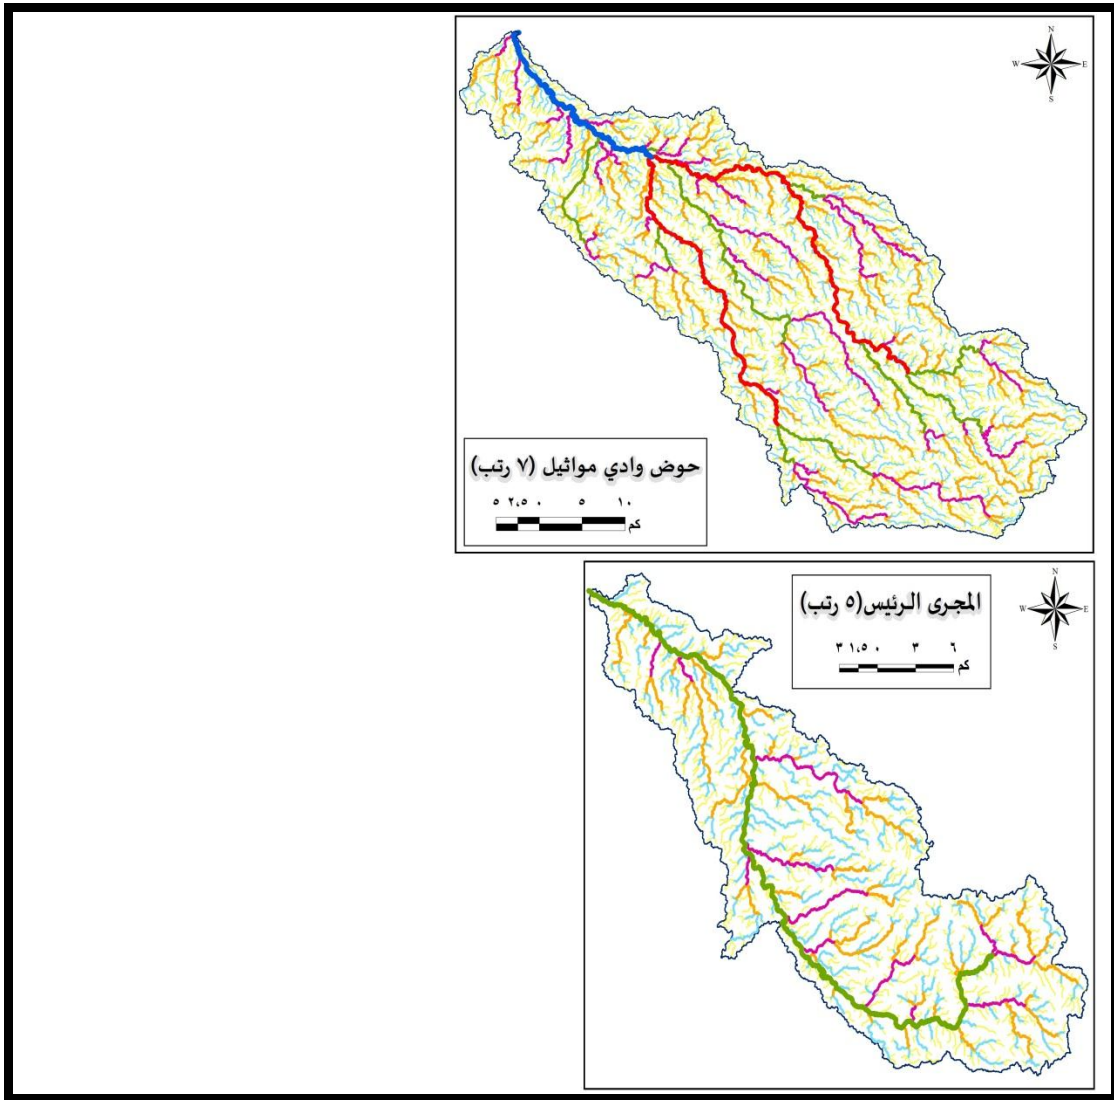 N
W E
S
حوض وادي مواثيل (٧ رتب)
٥ ٢،٥ ٠ ٥ ١٠
كم
N
W E
S
المجرى الرئيس(٥ رتب)
٣ ١،٥ ٠ ٣ ٦
كم